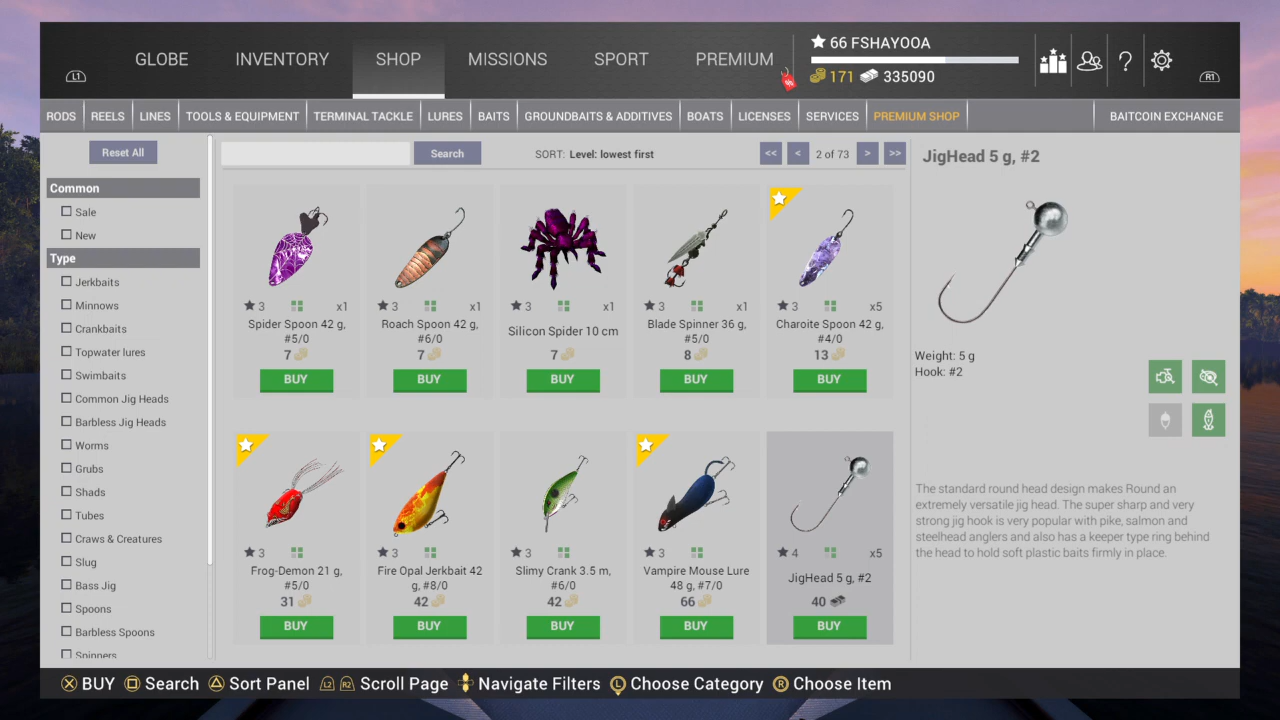 GLOBE INVENTORY SHOP MISSIONS SPORT PREMIUM
L1
66 FSHAYOOA
171 335090
?
R1
RODS REELS LINES TOOLS & EQUIPMENT TERMINAL TACKLE LURES BAITS GROUNDBAITS & ADDITIVES BOATS LICENSES SERVICES PREMIUM SHOP BAITCOIN EXCHANGE
Reset All
Common
Sale
New
Type
Jerkbaits
Minnows
Crankbaits
Topwater lures
Swimbaits
Common Jig Heads
Barbless Jig Heads
Worms
Grubs
Shads
Tubes
Craws & Creatures
Slug
Bass Jig
Spoons
Barbless Spoons
Spinners
Search
SORT: Level: lowest first
<< < 2 of 73 > >>
3 x1
Spider Spoon 42 g,
#5/0
7
BUY
3 x1
Roach Spoon 42 g,
#6/0
7
BUY
3 x1
Silicon Spider 10 cm
7
BUY
3 x1
Blade Spinner 36 g,
#5/0
8
BUY
3 x5
Charoite Spoon 42 g,
#4/0
13
BUY
3
Frog-Demon 21 g,
#5/0
31
BUY
3
Fire Opal Jerkbait 42
g, #8/0
42
BUY
3
Slimy Crank 3.5 m,
#6/0
42
BUY
3
Vampire Mouse Lure
48 g, #7/0
66
BUY
4 x5
JigHead 5 g, #2
40
BUY
JigHead 5 g, #2
Weight: 5 g
Hook: #2
The standard round head design makes Round an
extremely versatile jig head. The super sharp and very
strong jig hook is very popular with pike, salmon and
steelhead anglers and also has a keeper type ring behind
the head to hold soft plastic baits firmly in place.
BUY Search Sort Panel L2 R2 Scroll Page Navigate Filters L Choose Category R Choose Item